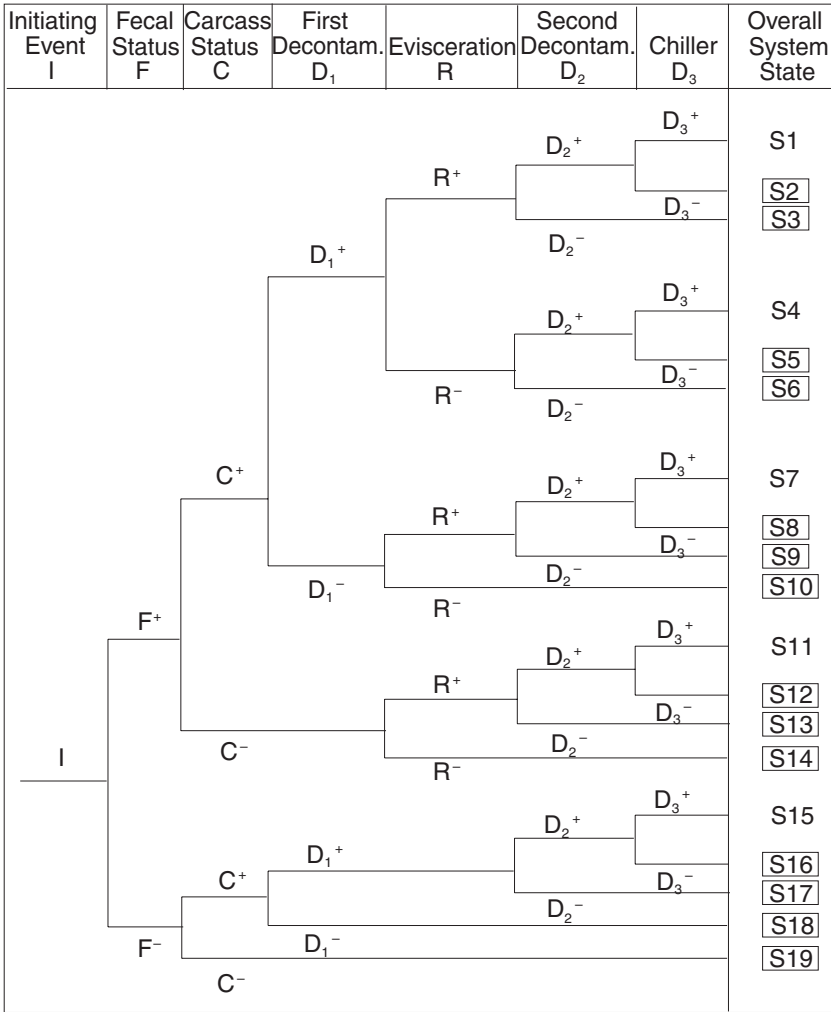 Initiating Fecal Carcass First Second Overall
Event Status Status Decontam. Evisceration Decontam. Chiller System
I F C D₁ R D₂ D₃ State
D₃⁺
S1
D₂⁺
R⁺
S2
D₃⁻
S3
D₂⁻
D₁⁺
D₃⁺
S4
D₂⁺
S5
D₃⁻
R⁻
S6
D₂⁻
C⁺
D₃⁺
S7
D₂⁺
R⁺
S8
D₃⁻
S9
D₂⁻
D₁⁻
S10
R⁻
F⁺
D₃⁺
S11
D₂⁺
R⁺
S12
D₃⁻
S13
C⁻
D₂⁻
I
S14
R⁻
D₃⁺
S15
D₂⁺
D₁⁺
S16
C⁺
D₃⁻
S17
D₂⁻
S18
F⁻
D₁⁻
S19
C⁻